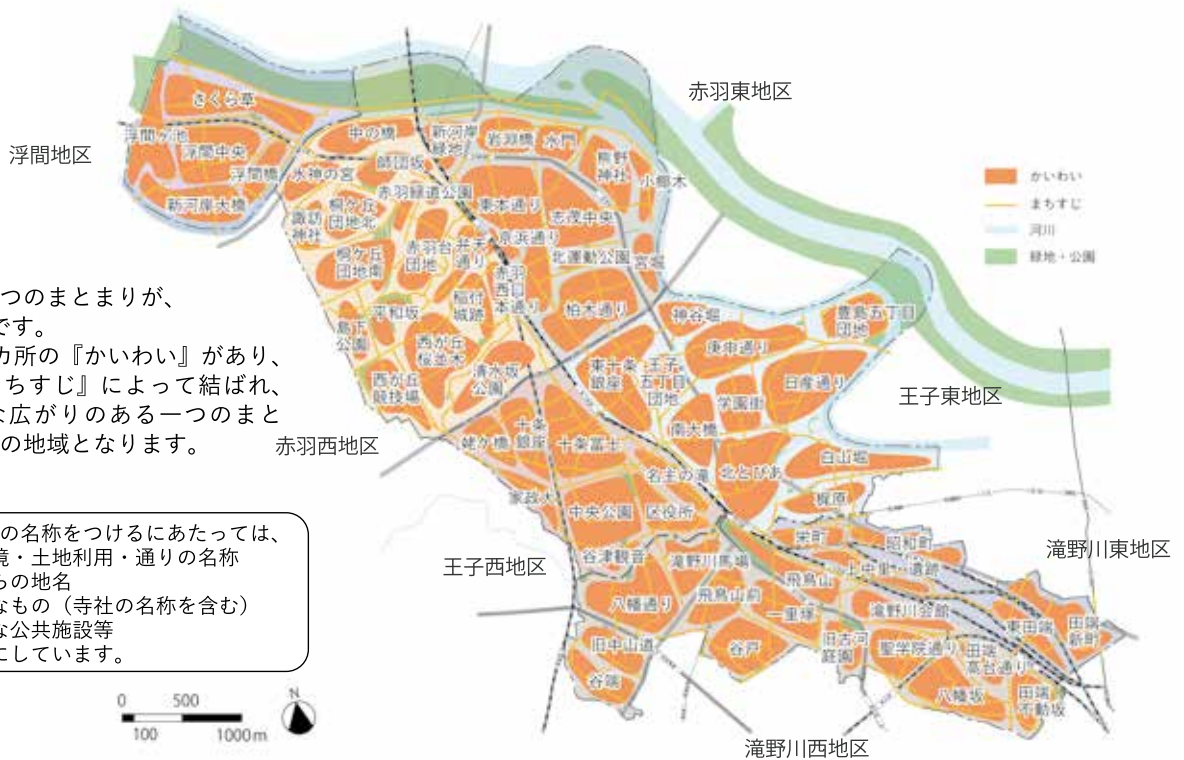 浮間地区
赤羽東地区
かいわい
まちすじ
河川
緑地・公園
さくら草
浮間ヶ池
浮間中央
浮間橋
新河岸大橋
中の橋
新河岸
緑地
岩淵橋
水門
熊野
神社
小柳木
師団坂
水神の宮
赤羽緑道公園
桐ケ丘
団地北
諏訪
神社
東本通り
志茂中央
京浜通り
北運動公園
宮堀
赤羽台
団地
弁天
通り
桐ケ丘
団地南
赤羽
西口
本通り
稲付
城跡
平和坂
島下
公園
柏木通り
神谷堀
豊島五丁目
団地
庚申通り
西が丘
桜並木
清水坂
公園
西が丘
競技場
東十条
銀座
王子
五丁目
団地
日産通り
学園街
王子東地区
つのまとまりが、
です。
カ所の『かいわい』があり、
ちすじ』によって結ばれ、
な広がりのある一つのまと
の地域となります。
赤羽西地区
姥ケ橋
十条
銀座
十条富士
南大橋
名主の滝
北とぴあ
白山堀
梶原
家政大
中央公園
区役所
の名称をつけるにあたっては、
境・土地利用・通りの名称
らの地名
なもの（寺社の名称を含む）
な公共施設等
にしています。
王子西地区
谷津観音
滝野川馬場
栄町
昭和町
滝野川東地区
飛鳥山
上中里
遺跡
八幡通り
飛鳥山前
一里塚
滝野川会館
東田端
田端
新町
旧中山道
谷戸
旧古河
庭園
聖学院通り
田端
高台通り
谷端
八幡坂
田端
不動坂
滝野川西地区
0 500
100 1000m
N